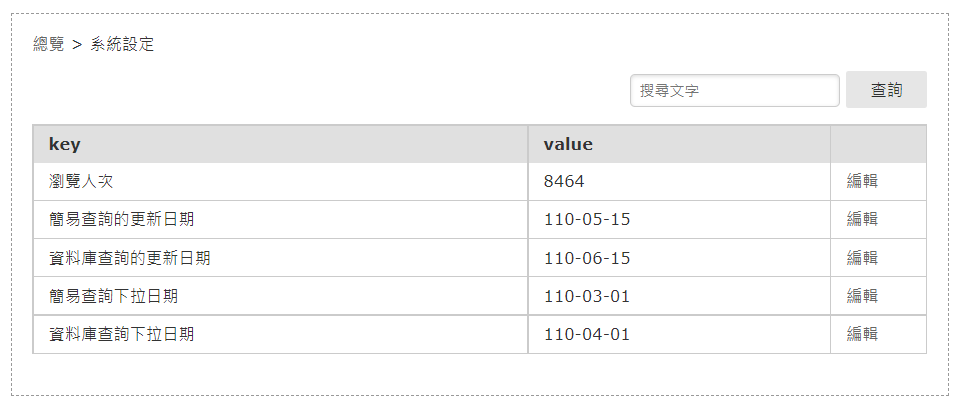 總覽 > 系統設定
搜尋文字 查詢
key value
瀏覽人次 8464 編輯
簡易查詢的更新日期 110-05-15 編輯
資料庫查詢的更新日期 110-06-15 編輯
簡易查詢下拉日期 110-03-01 編輯
資料庫查詢下拉日期 110-04-01 編輯